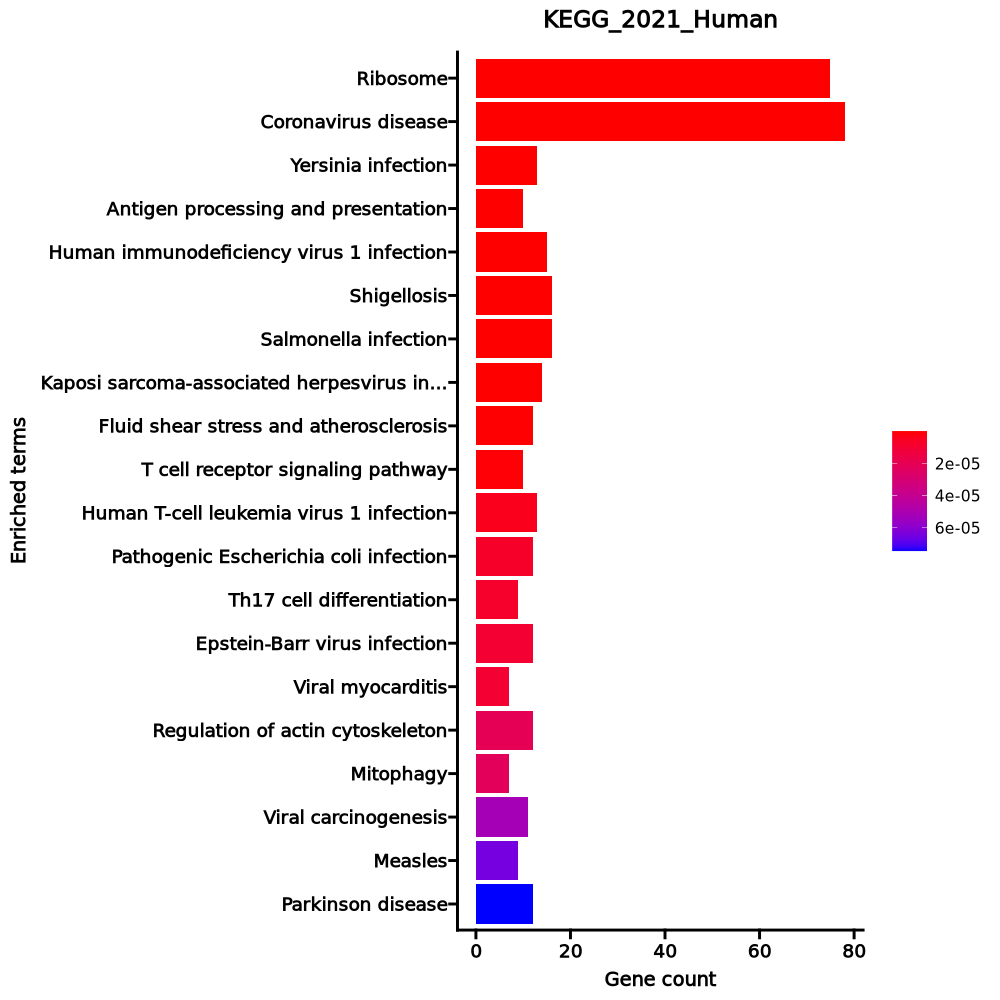 KEGG_2021_Human
Ribosome
Coronavirus disease
Yersinia infection
Antigen processing and presentation
Human immunodeficiency virus 1 infection
Shigellosis
Salmonella infection
Kaposi sarcoma-associated herpesvirus in...
Fluid shear stress and atherosclerosis
T cell receptor signaling pathway
Human T-cell leukemia virus 1 infection
Pathogenic Escherichia coli infection
Th17 cell differentiation
Epstein-Barr virus infection
Viral myocarditis
Regulation of actin cytoskeleton
Mitophagy
Viral carcinogenesis
Measles
Parkinson disease
Enriched terms
0 20 40 60 80
Gene count
2e-05
4e-05
6e-05